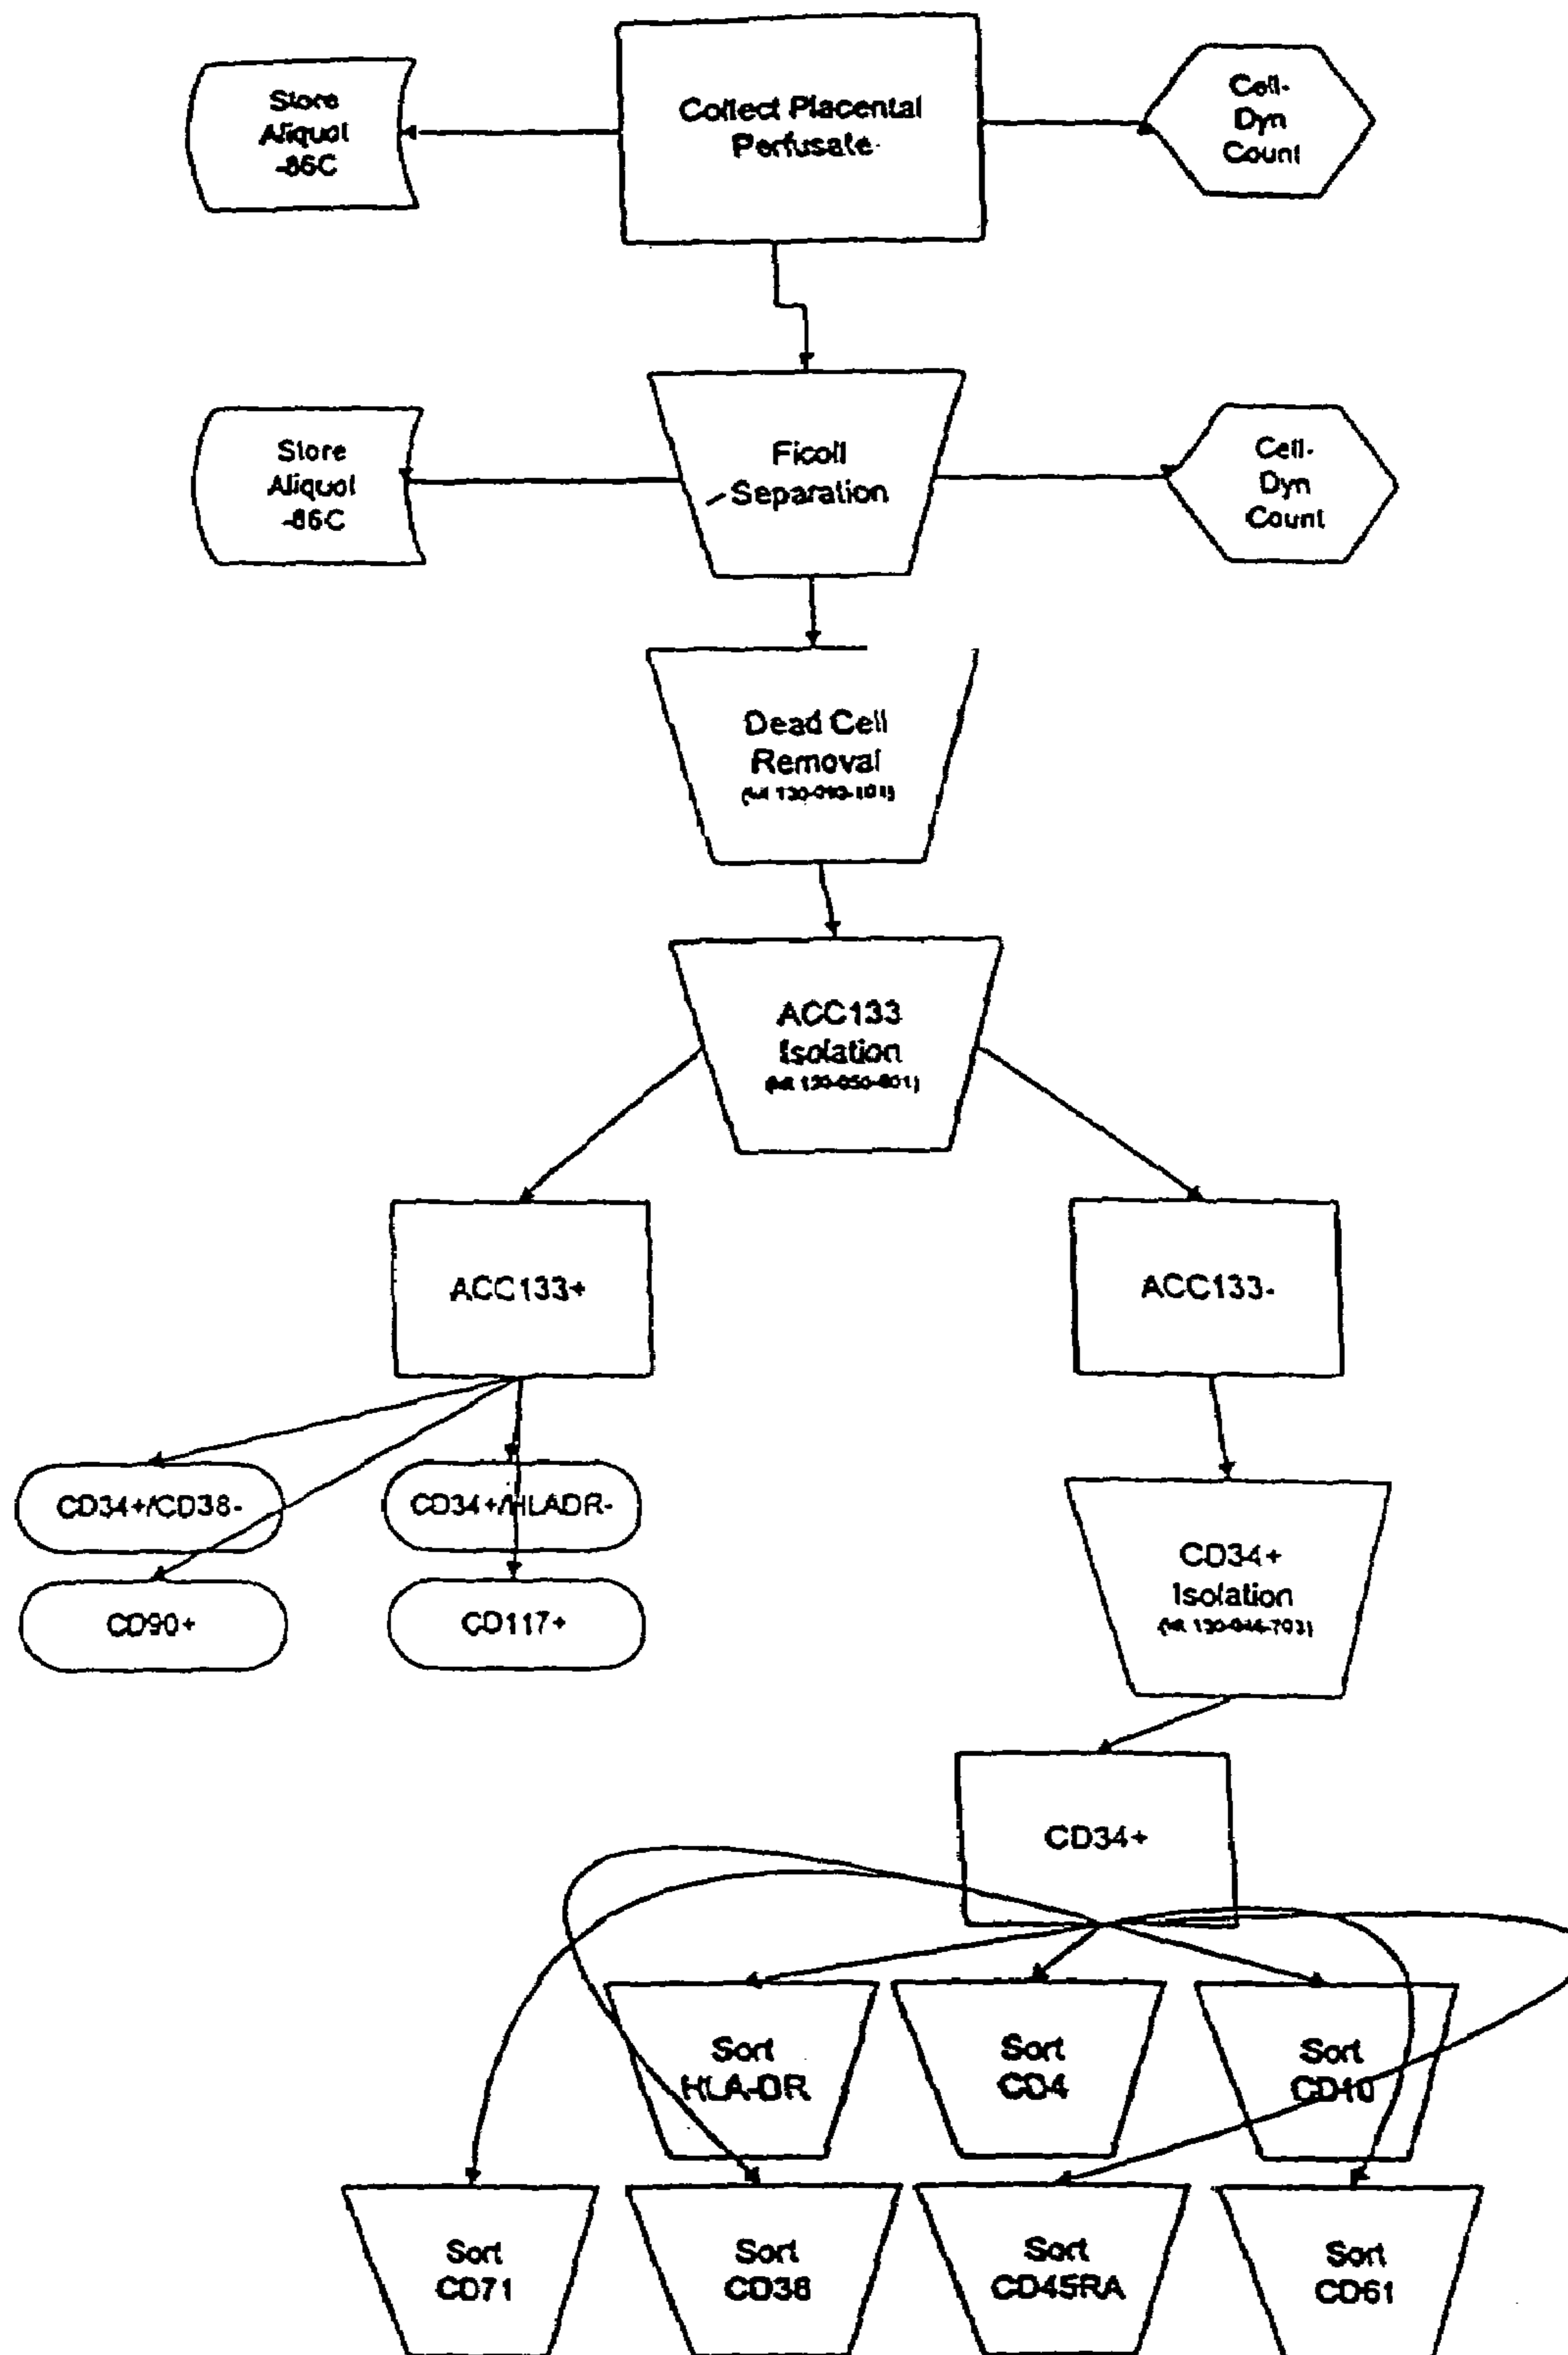 Store
Aliquot
-86C
Collect Placental
Perfusate
Cell-
Dyn
Count
Store
Aliquot
-86C
Ficoll
Separation
Cell-
Dyn
Count
Dead Cell
Removal
ACC133
Isolation
ACC133+
ACC133-
CD34+/CD38-
CD34+/HLADR-
CD90+
CD117+
CD34+
Isolation
CD34+
Sort
HLA-DR
Sort
CD4
Sort
CD10
Sort
CD71
Sort
CD38
Sort
CD45RA
Sort
CD61